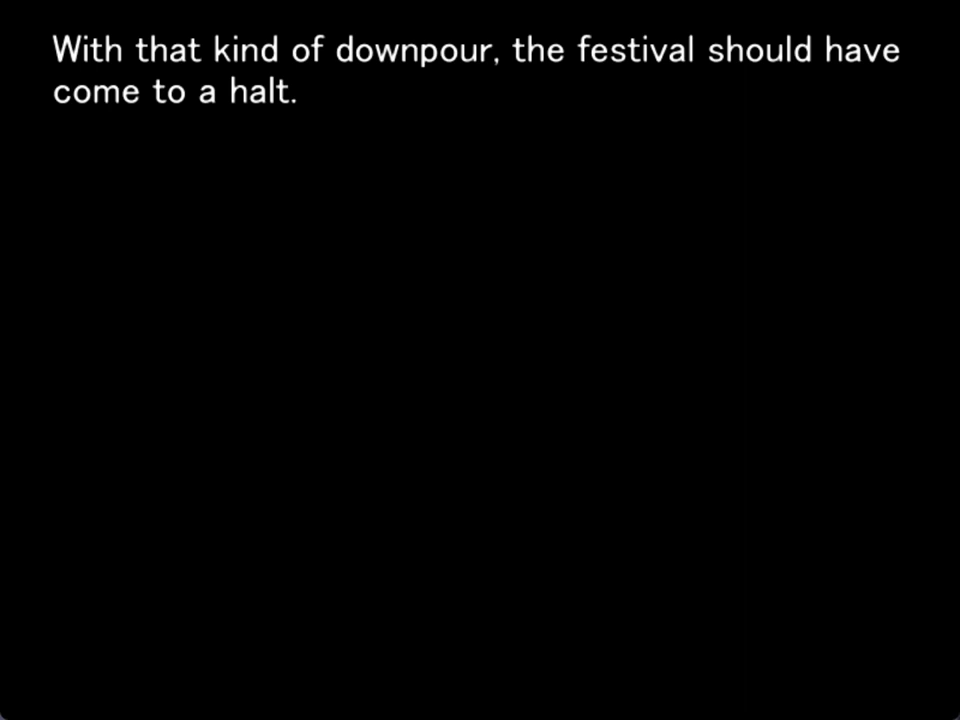 With that kind of downpour, the festival should have
come to a halt.